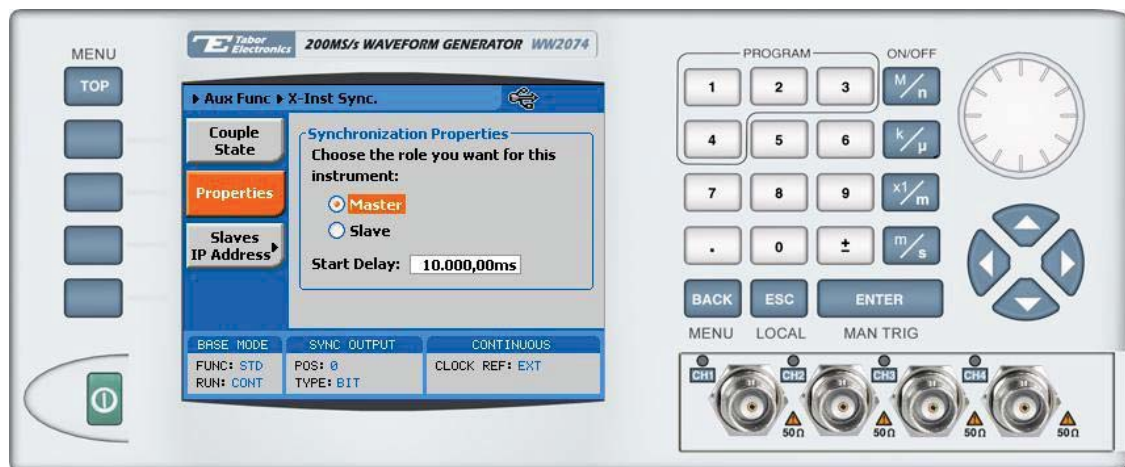 MENU
TOP
Tabor Electronics 200MS/s WAVEFORM GENERATOR WW2074
Aux Func X-Inst Sync.
Couple State
Properties
Slaves IP Address
Synchronization Properties
Choose the role you want for this
instrument:
Master
Slave
Start Delay: 10.000,00ms
BASE MODE
FUNC: STD
RUN: CONT
SYNC OUTPUT
POS: 0
TYPE: BIT
CONTINUOUS
CLOCK REF: EXT
PROGRAM ON/OFF
1 2 3 M/n
4 5 6 k/µ
7 8 9 x1/m
. 0 ± m/s
BACK ESC ENTER
MENU LOCAL MAN TRIG
CH1 CH2 CH3 CH4
50Ω 50Ω 50Ω 50Ω